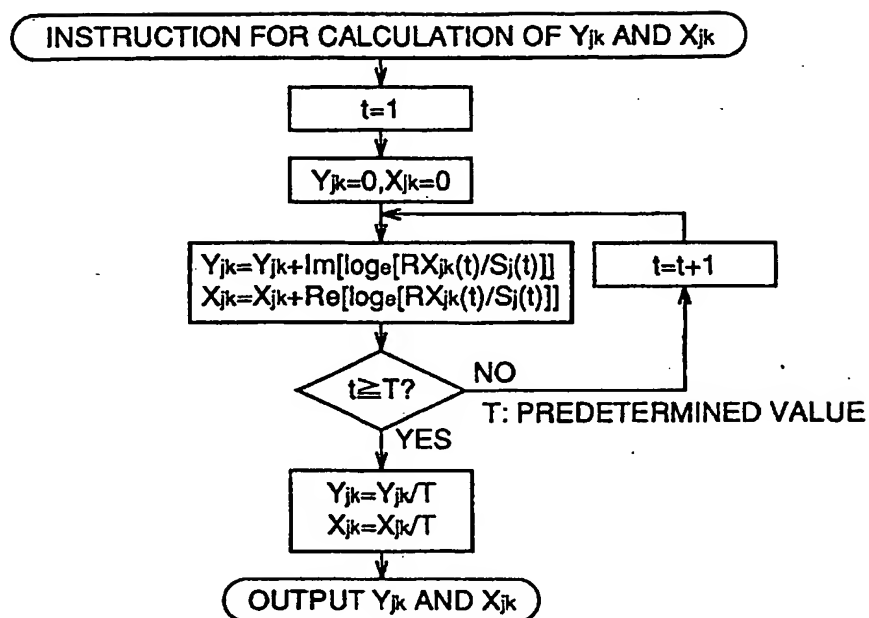 INSTRUCTION FOR CALCULATION OF Yjk AND Xjk
t=1
Yjk=0,Xjk=0
Yjk=Yjk+Im[loge[RXjk(t)/Sj(t)]]
Xjk=Xjk+Re[loge[RXjk(t)/Sj(t)]]
t=t+1
t≧T?
NO
T: PREDETERMINED VALUE
YES
Yjk=Yjk/T
Xjk=Xjk/T
OUTPUT Yjk AND Xjk